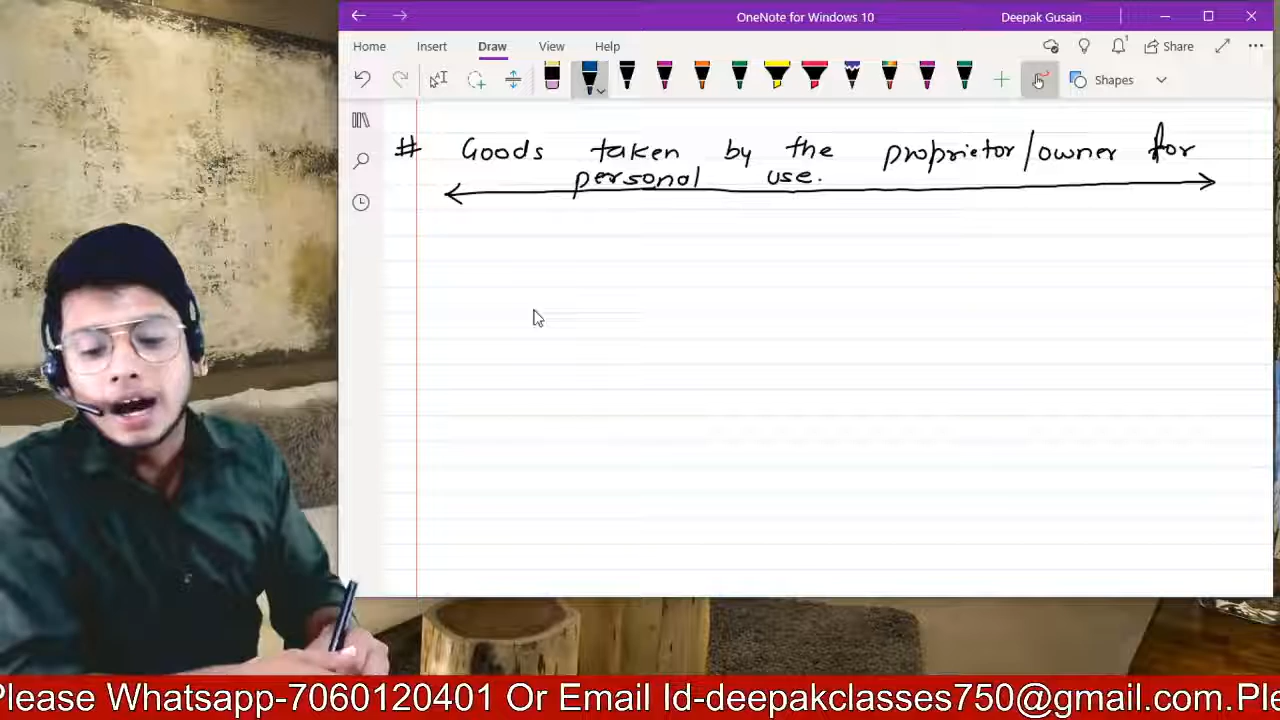 OneNote for Windows 10
Deepak Gusain
Home Insert Draw View Help
Share
Shapes
# Goods taken by the proprietor/owner for
personal use.
Please Whatsapp-7060120401 Or Email Id-deepakclasses750@gmail.com.Ple